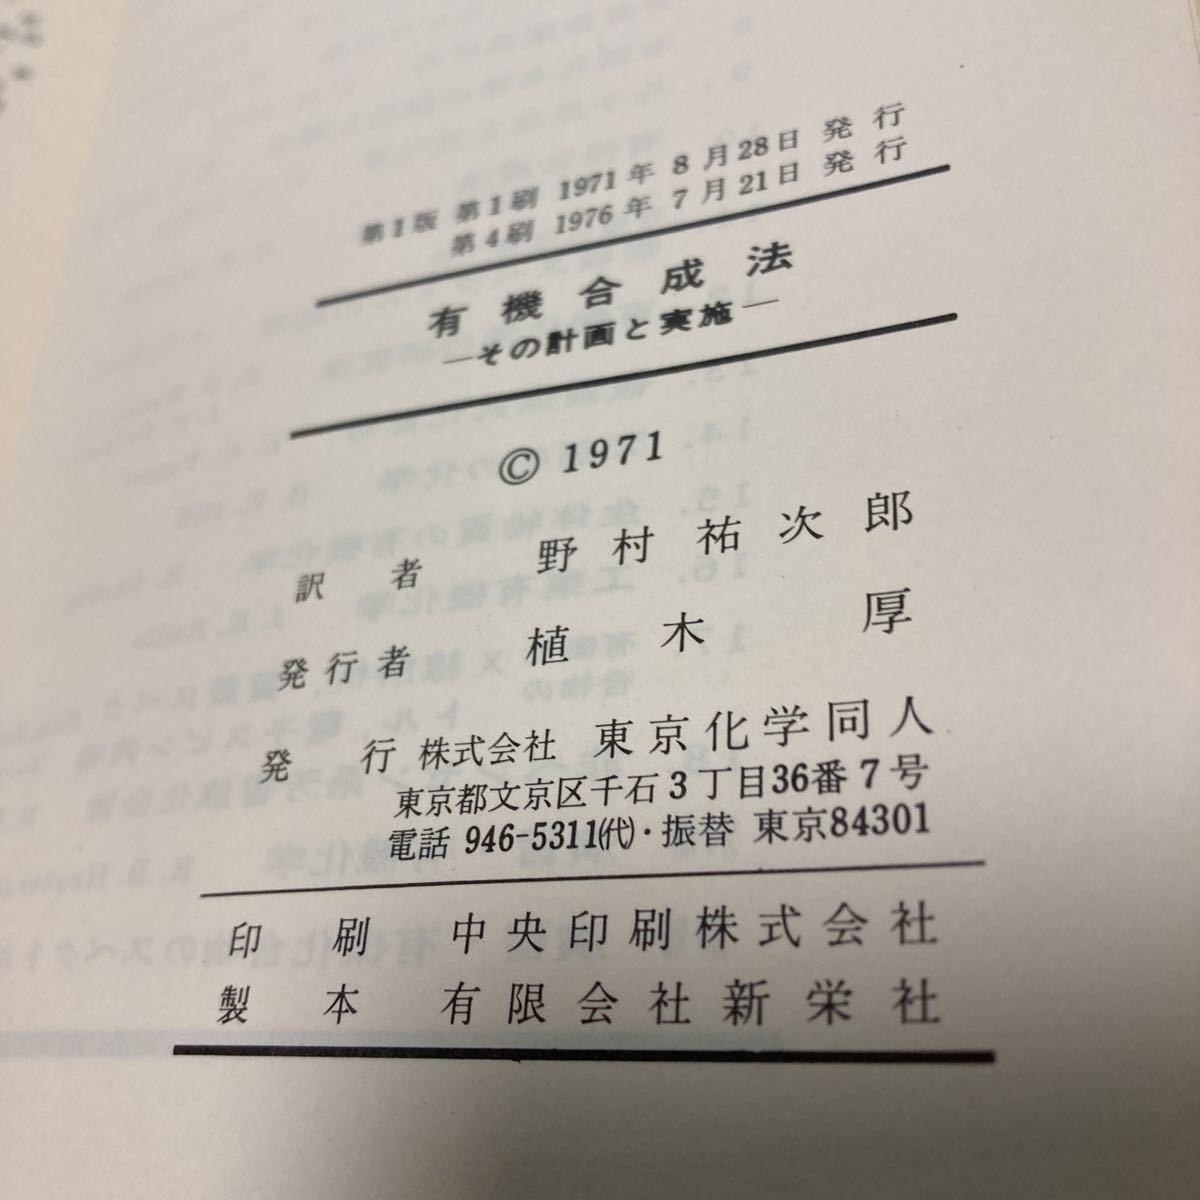 第1版 第1刷 1971年 8月28日 発行
第4刷 1976年 7月21日 発行
有機合成法
—その計画と実施—
© 1971
訳者 野村祐次郎
発行者 植木厚
発行 株式会社 東京化学同人
東京都文京区千石3丁目36番7号
電話 946-5311㈹・振替 東京84301
印刷 中央印刷株式会社
製本 有限会社新栄社